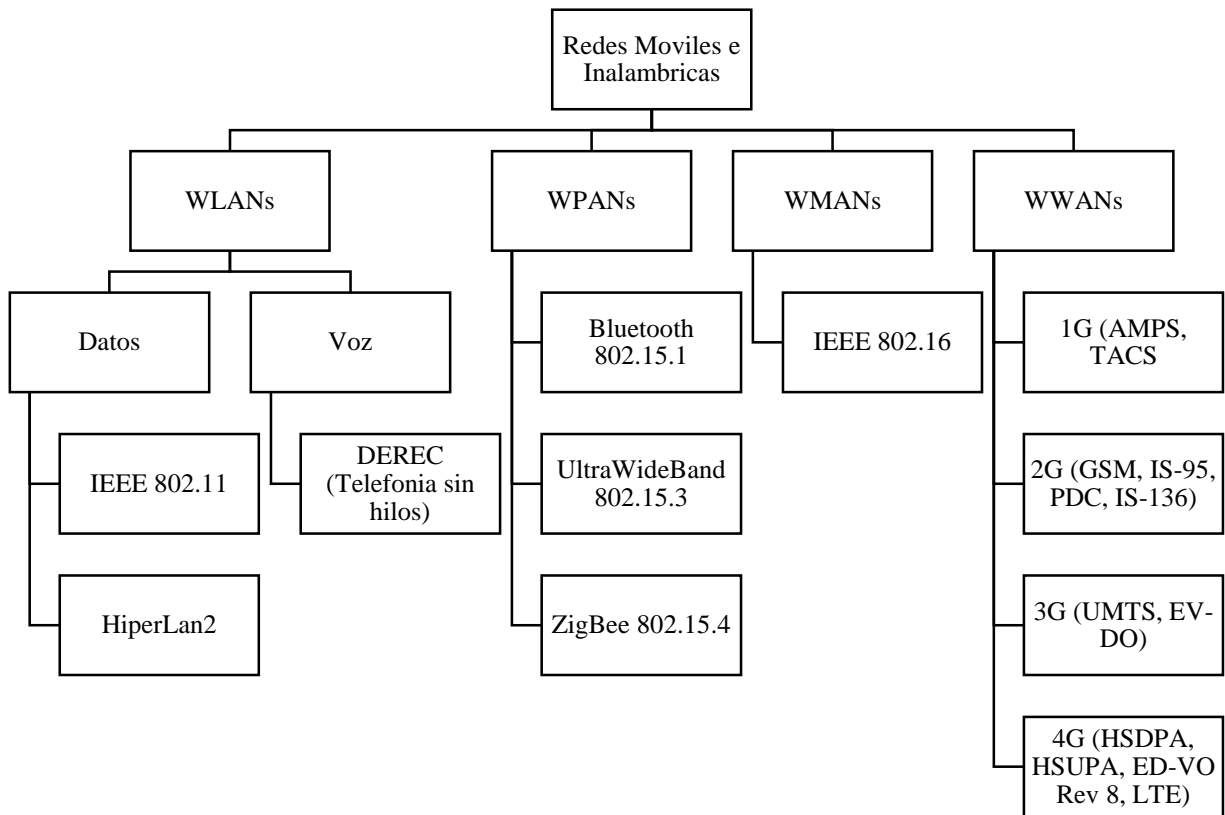 Redes Moviles e
Inalambricas
WLANs
WPANs
WMANs
WWANs
Datos
Voz
Bluetooth
802.15.1
IEEE 802.16
1G (AMPS,
TACS
IEEE 802.11
DEREC
(Telefonia sin
hilos)
UltraWideBand
802.15.3
2G (GSM, IS-95,
PDC, IS-136)
HiperLan2
ZigBee 802.15.4
3G (UMTS, EV-
DO)
4G (HSDPA,
HSUPA, ED-VO
Rev 8, LTE)